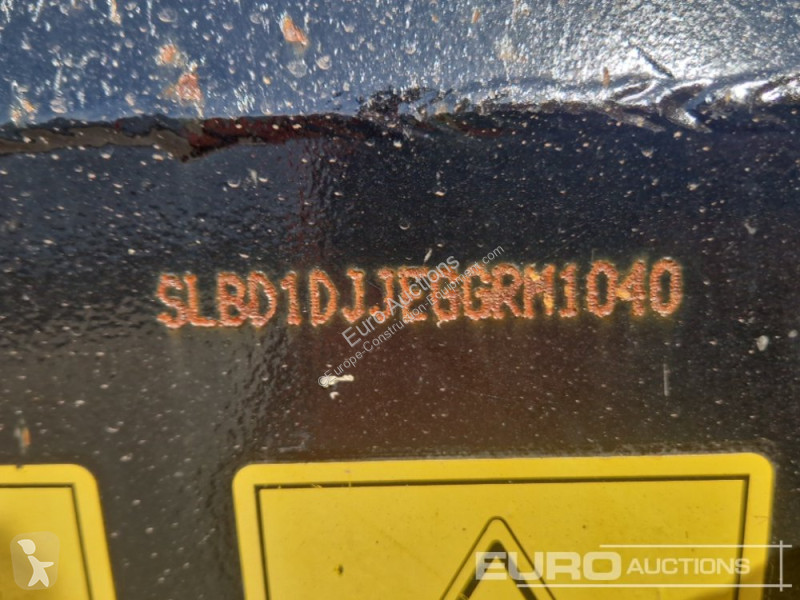 SLBD1DJJEGGRM1040
Euro Auctions
©Europe-Construction-Equipment.com
EURO AUCTIONS